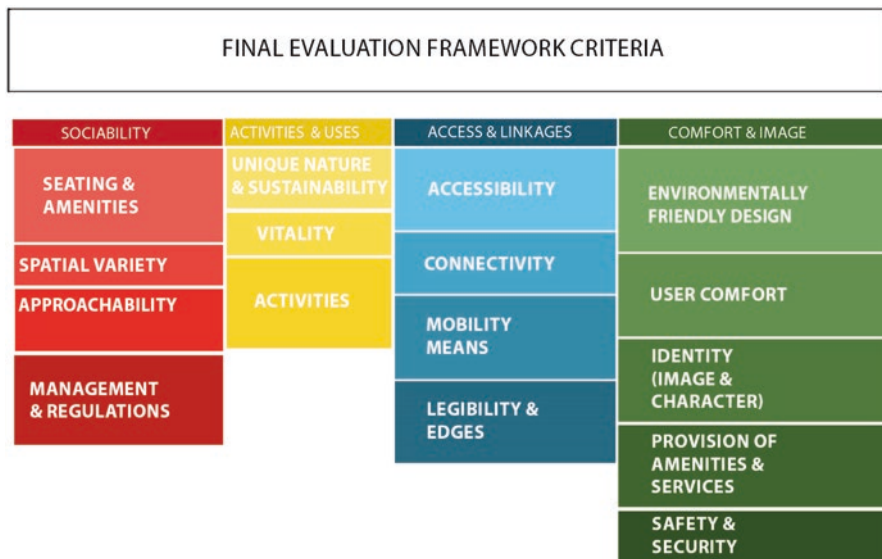 FINAL EVALUATION FRAMEWORK CRITERIA
SOCIABILITY
SEATING &
AMENITIES
SPATIAL VARIETY
APPROACHABILITY
MANAGEMENT
& REGULATIONS
ACTIVITIES & USES
UNIQUE NATURE
& SUSTAINABILITY
VITALITY
ACTIVITIES
ACCESS & LINKAGES
ACCESSIBILITY
CONNECTIVITY
MOBILITY
MEANS
LEGIBILITY &
EDGES
COMFORT & IMAGE
ENVIRONMENTALLY
FRIENDLY DESIGN
USER COMFORT
IDENTITY
(IMAGE &
CHARACTER)
PROVISION OF
AMENITIES &
SERVICES
SAFETY &
SECURITY